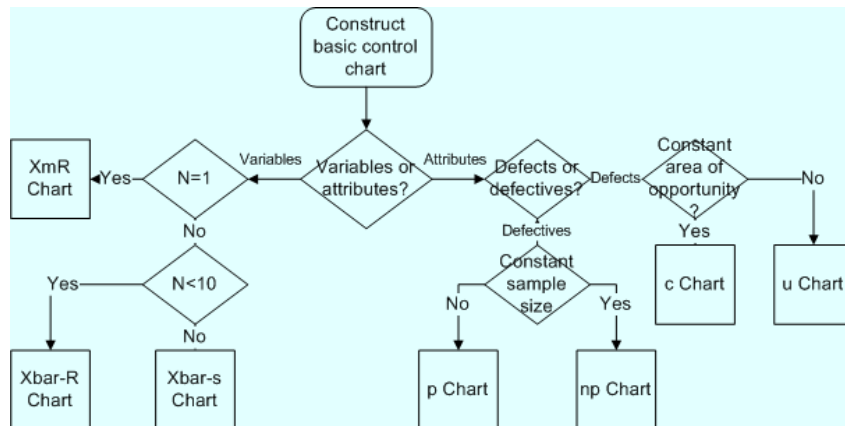 Construct
basic control
chart
Variables or
attributes?
Variables
Attributes
N=1
Yes
XmR
Chart
No
N<10
Yes
No
Xbar-R
Chart
Xbar-s
Chart
Defects or
defectives?
Defects
Defectives
Constant
sample
size
No
Yes
p Chart
np Chart
Constant
area of
opportunity
?
Yes
No
c Chart
u Chart